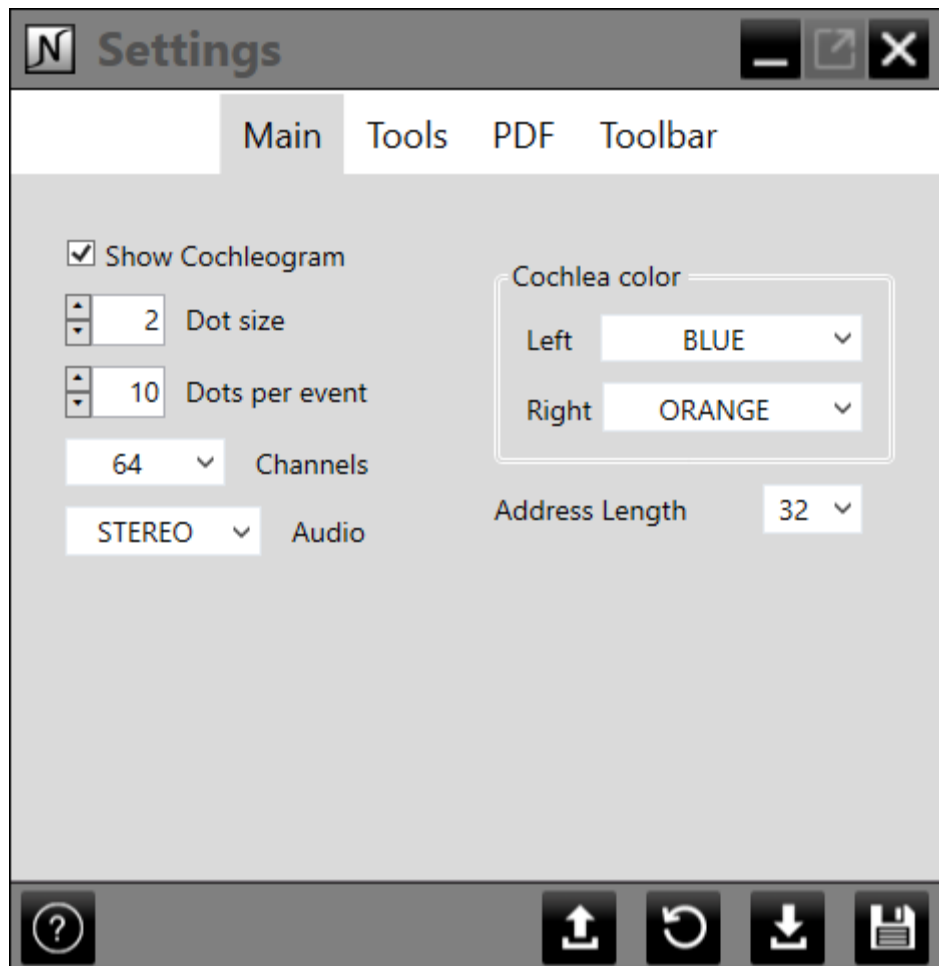 N Settings
Main Tools PDF Toolbar
Show Cochleogram
2 Dot size
10 Dots per event
64 Channels
STEREO Audio
Cochlea color
Left BLUE
Right ORANGE
Address Length 32
?